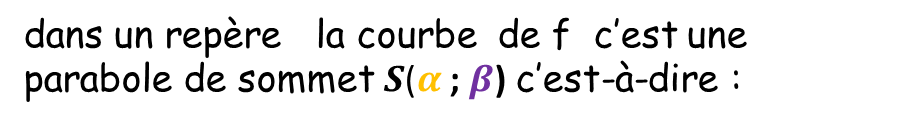 dans un repère la courbe de f c’est une
parabole de sommet S(α ; β) c’est-à-dire :